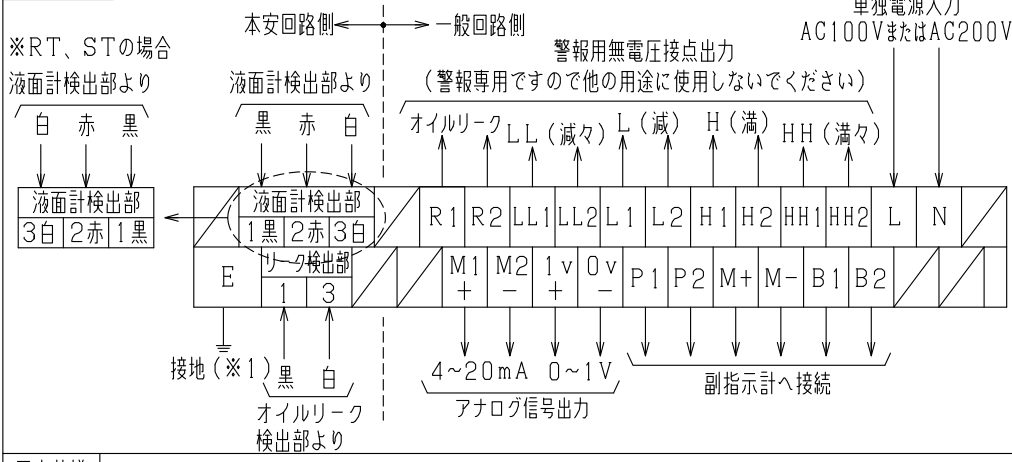 本安回路側 一般回路側
単独電源入力
AC100VまたはAC200V
※RT、STの場合
液面計検出部より
白 赤 黒
液面計検出部
3白 2赤 1黒
液面計検出部より
黒 赤 白
警報用無電圧接点出力
(警報専用ですので他の用途に使用しないでください)
オイルリーク LL(減々) L(減) H(満) HH(満々)
液面計検出部
1黒 2赤 3白
R1 R2 LL1 LL2 L1 L2 H1 H2 HH1 HH2 L N
E
リーク検出部
1 3
M1+ M2- 1v+ 0v- P1 P2 M+ M- B1 B2
接地(※1)
黒 白
オイルリーク
検出部より
4~20mA 0~1V
アナログ信号出力
副指示計へ接続